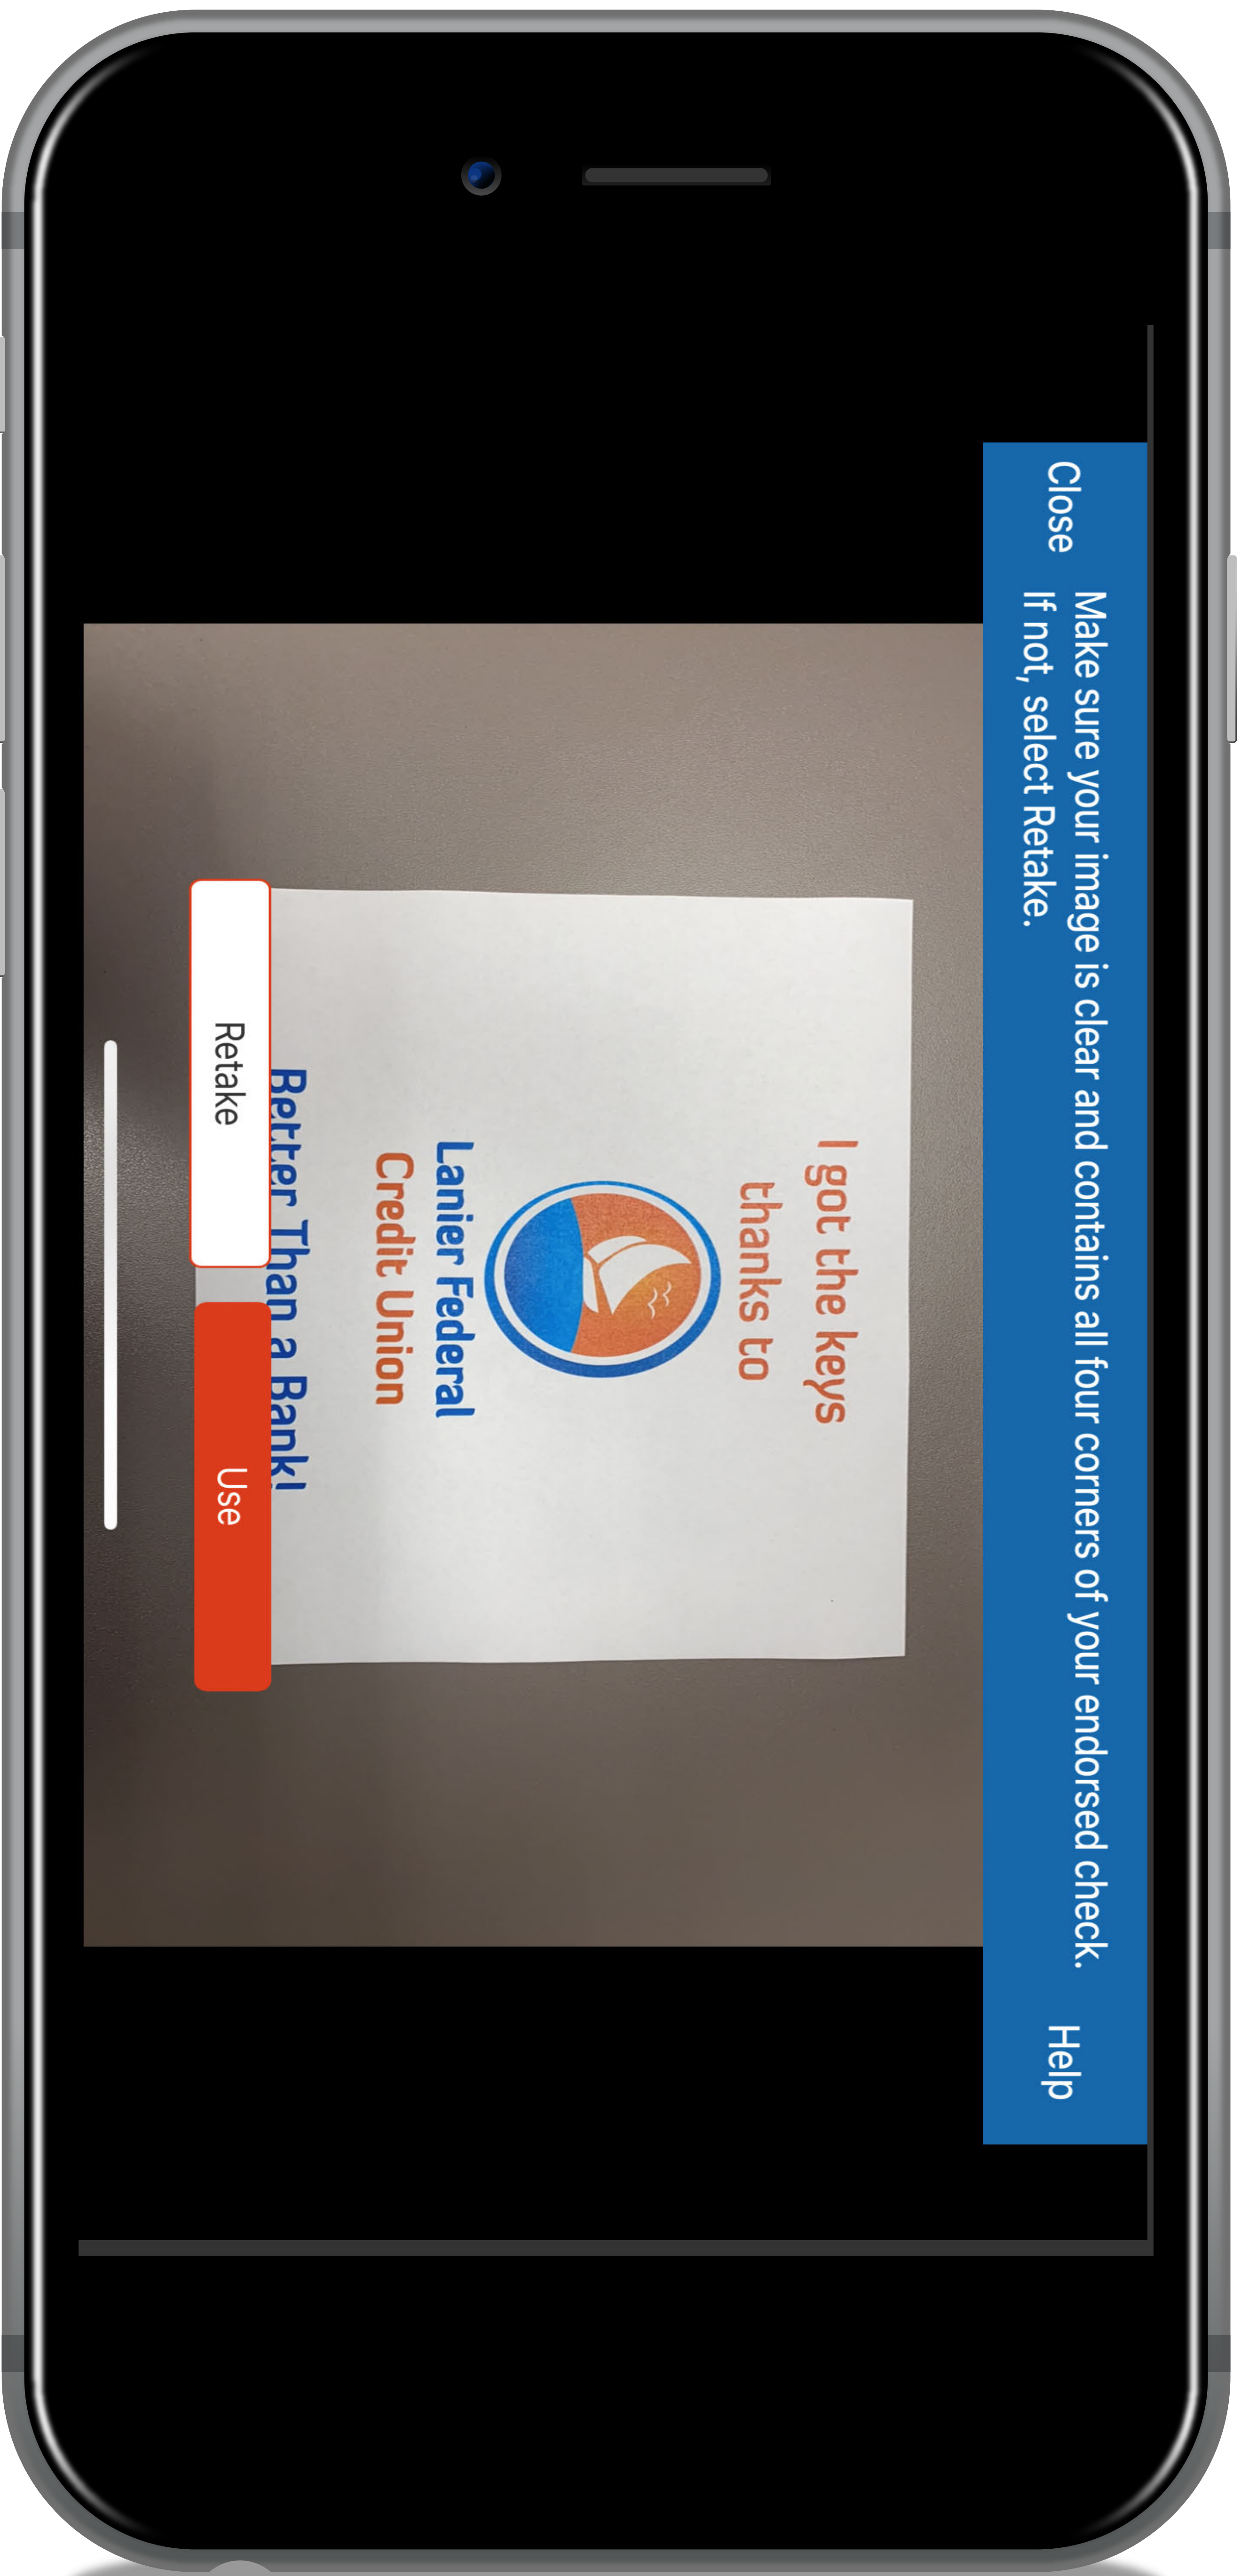 Close
Make sure your image is clear and contains all four corners of your endorsed check.
If not, select Retake.
Help
I got the keys
thanks to
Lanier Federal
Credit Union
Better Than a Bank!
Retake
Use